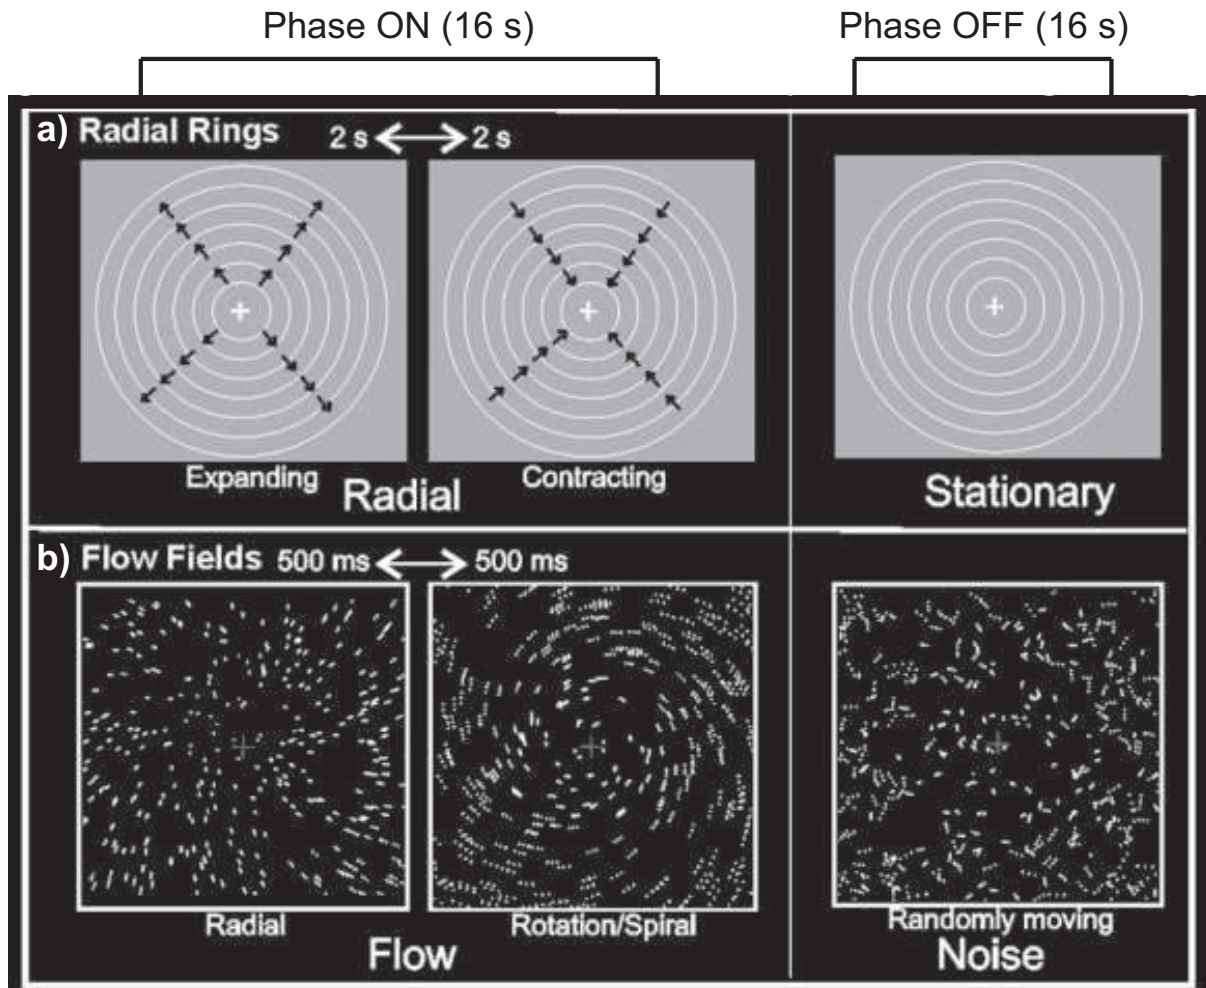 Phase ON (16 s)
Phase OFF (16 s)
a) Radial Rings
2 s
2 s
Expanding
Contracting
Radial
Stationary
b) Flow Fields
500 ms
500 ms
Radial
Rotation/Spiral
Randomly moving
Flow
Noise